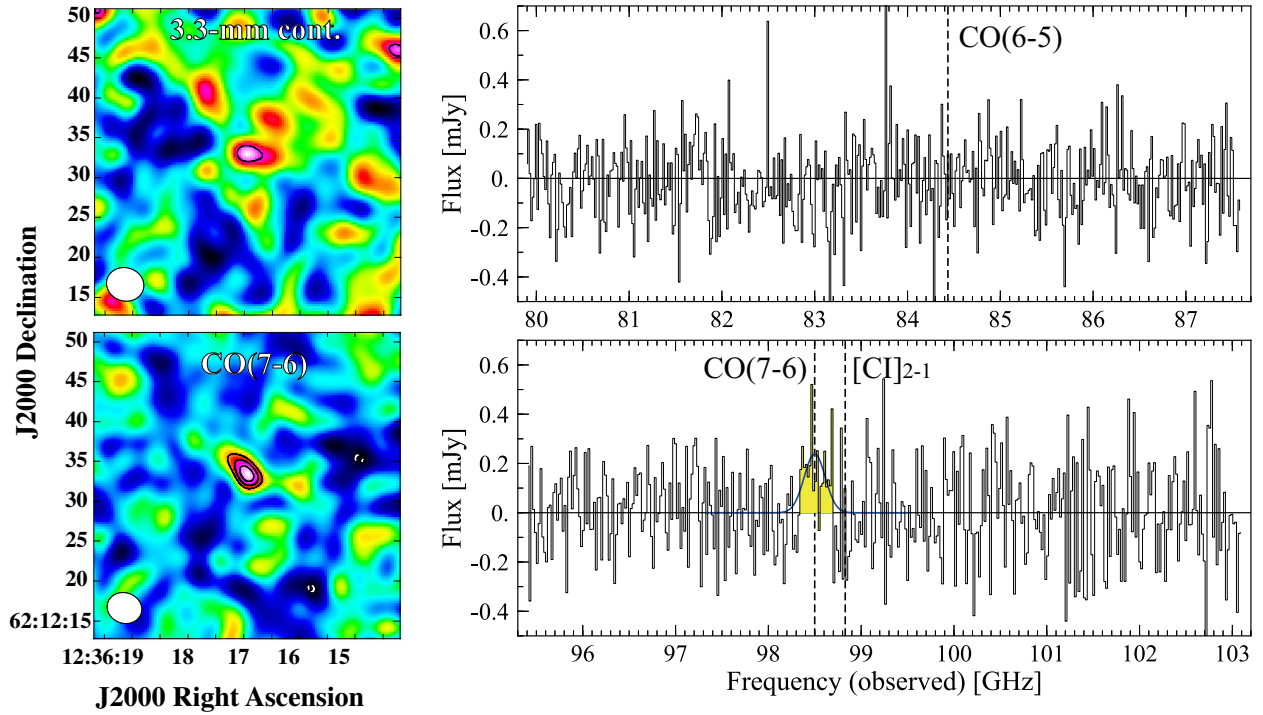 3.3-mm cont.
50
45
40
35
30
25
20
15
CO(7-6)
50
45
40
35
30
25
20
62:12:15
12:36:19 18 17 16 15
J2000 Right Ascension
J2000 Declination
CO(6-5)
0.6
0.4
0.2
0.
-0.2
-0.4
Flux [mJy]
80 81 82 83 84 85 86 87
CO(7-6) [CI]2-1
0.6
0.4
0.2
0.
-0.2
-0.4
Flux [mJy]
96 97 98 99 100 101 102 103
Frequency (observed) [GHz]